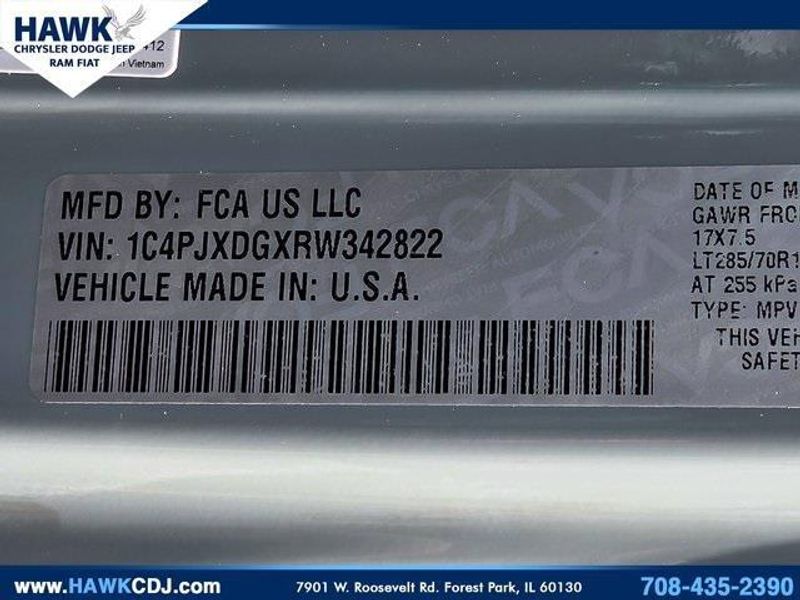 HAWK
CHRYSLER DODGE JEEP
RAM FIAT
412
Vietnam
MFD BY: FCA US LLC
VIN: 1C4PJXDGXRW342822
VEHICLE MADE IN: U.S.A.
DATE OF M
GAWR FRO
17X7.5
LT285/70R1
AT 255 kPa
TYPE: MPV
THIS VEH
SAFET
www.HAWKCDJ.com
7901 W. Roosevelt Rd. Forest Park, IL 60130
708-435-2390